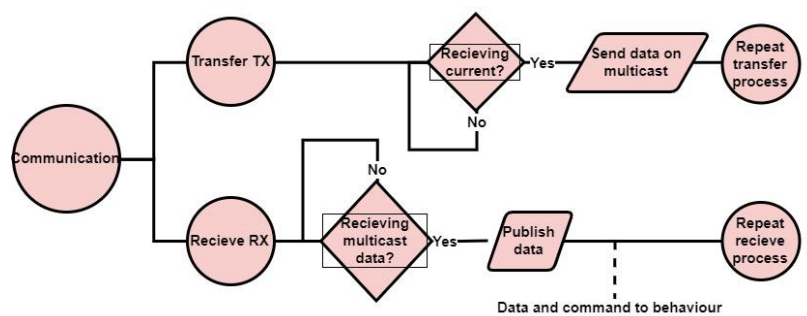 Communication
Transfer TX
Recieving
current?
Yes
No
Send data on
multicast
Repeat
transfer
process
Recieve RX
No
Recieving
multicast
data?
Yes
Publish
data
Repeat
recieve
process
Data and command to behaviour